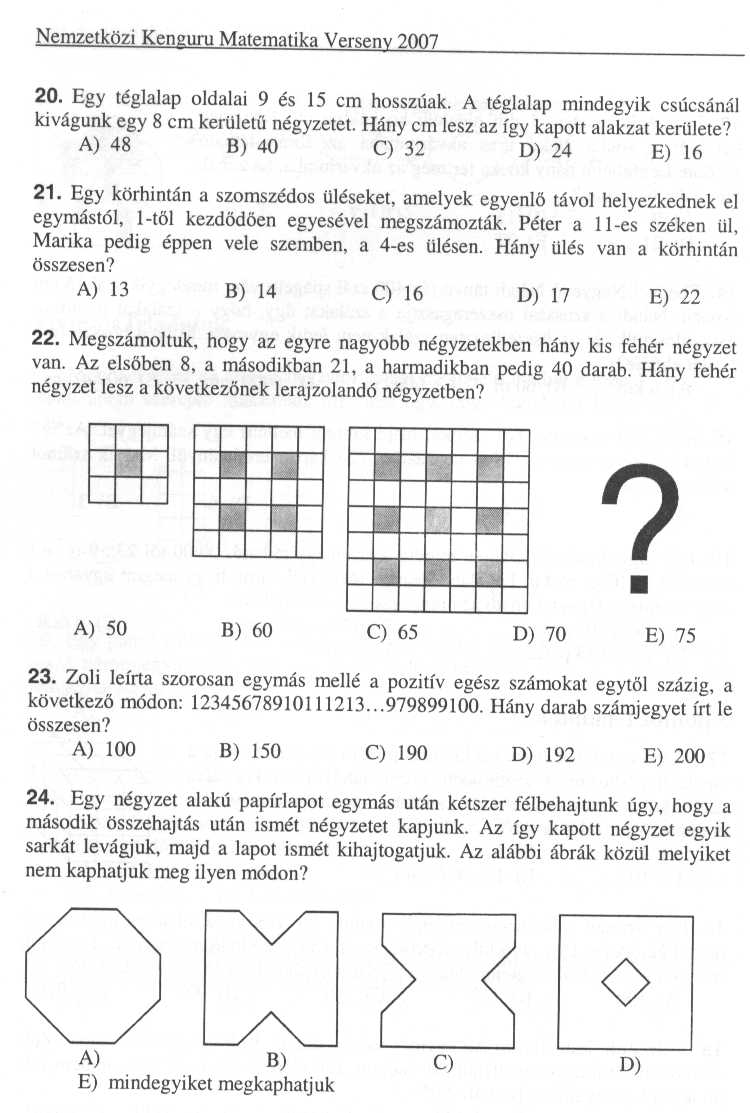 Nemzetközi Kenguru Matematika Verseny 2007
20. Egy téglalap oldalai 9 és 15 cm hosszúak. A téglalap mindegyik csúcsánál
kivágunk egy 8 cm kerületű négyzetet. Hány cm lesz az így kapott alakzat kerülete?
A) 48 B) 40 C) 32 D) 24 E) 16
21. Egy körhintán a szomszédos üléseket, amelyek egyenlő távol helyezkednek el
egymástól, 1-től kezdődően egyesével megszámozták. Péter a 11-es széken ül,
Marika pedig éppen vele szemben, a 4-es ülésen. Hány ülés van a körhintán
összesen?
A) 13 B) 14 C) 16 D) 17 E) 22
22. Megszámoltuk, hogy az egyre nagyobb négyzetekben hány kis fehér négyzet
van. Az elsőben 8, a másodikban 21, a harmadikban pedig 40 darab. Hány fehér
négyzet lesz a következőnek lerajzolandó négyzetben?
?
A) 50 B) 60 C) 65 D) 70 E) 75
23. Zoli leírta szorosan egymás mellé a pozitív egész számokat egytől százig, a
következő módon: 12345678910111213...979899100. Hány darab számjegyet írt le
összesen?
A) 100 B) 150 C) 190 D) 192 E) 200
24. Egy négyzet alakú papírlapot egymás után kétszer félbehajtunk úgy, hogy a
második összehajtás után ismét négyzetet kapjunk. Az így kapott négyzet egyik
sarkát levágjuk, majd a lapot ismét kihajtogatjuk. Az alábbi ábrák közül melyiket
nem kaphatjuk meg ilyen módon?
A) B) C) D)
E) mindegyiket megkaphatjuk